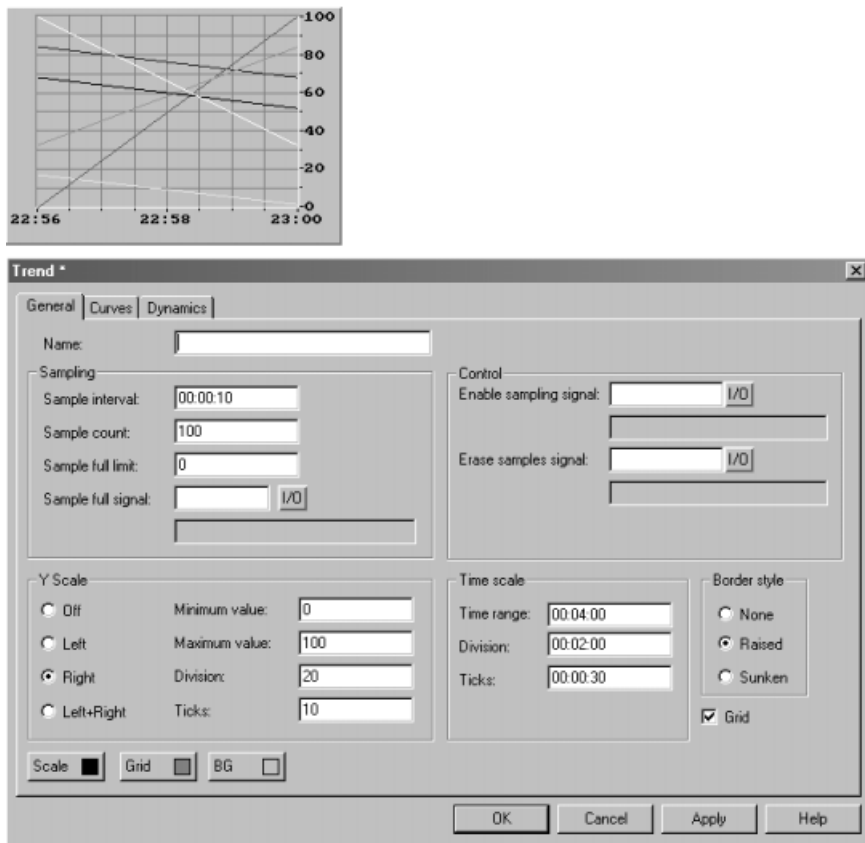 100
80
60
40
20
0
22:56 22:58 23:00
Trend *
General Curves Dynamics
Name:
Sampling
Sample interval: 00:00:10
Sample count: 100
Sample full limit: 0
Sample full signal: I/O
Control
Enable sampling signal: I/O
Erase samples signal: I/O
Y Scale
Off Minimum value: 0
Left Maximum value: 100
Right Division: 20
Left+Right Ticks: 10
Time scale
Time range: 00:04:00
Division: 00:02:00
Ticks: 00:00:30
Border style
None
Raised
Sunken
Grid
Scale Grid BG
OK Cancel Apply Help